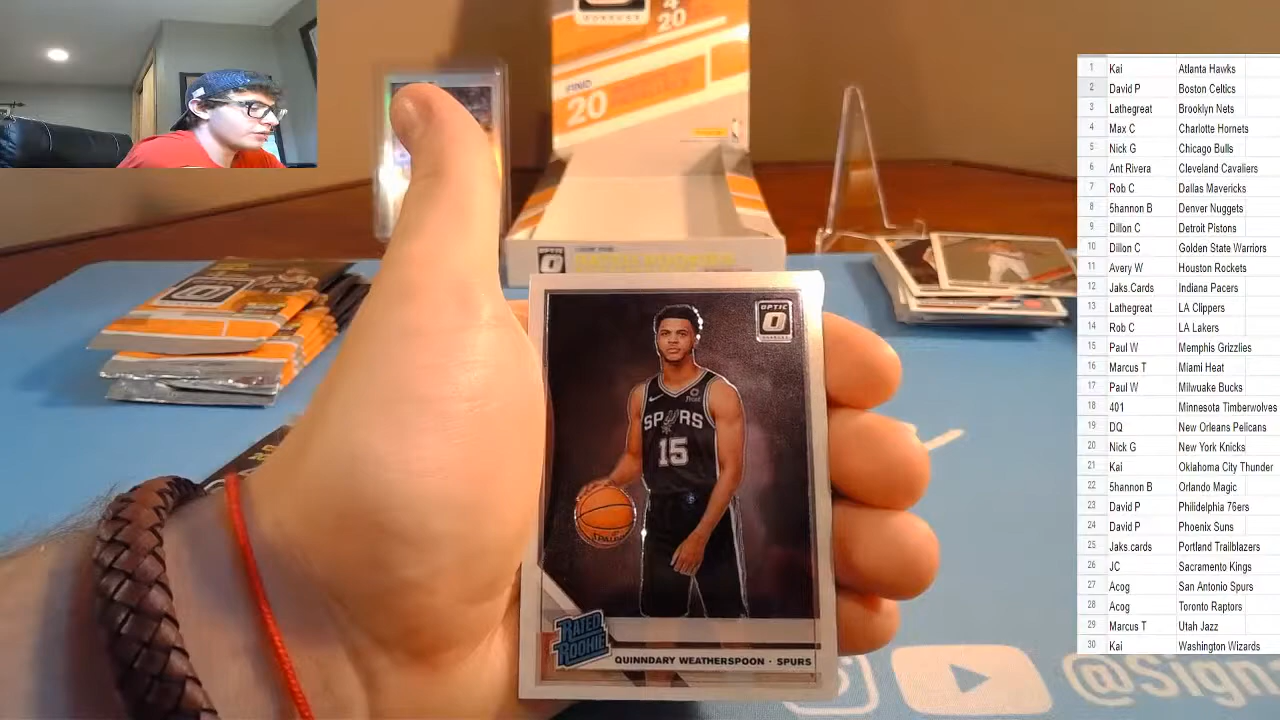 4
20
20
OPTIC
OPTIC
SPURS
15
RATED
ROOKIE
QUINNDARY WEATHERSPOON · SPURS
1 Kai Atlanta Hawks
2 David P Boston Celtics
3 Lathegreat Brooklyn Nets
4 Max C Charlotte Hornets
5 Nick G Chicago Bulls
6 Ant Rivera Cleveland Cavaliers
7 Rob C Dallas Mavericks
8 5hannon B Denver Nuggets
9 Dillon C Detroit Pistons
10 Dillon C Golden State Warriors
11 Avery W Houston Rockets
12 Jaks.Cards Indiana Pacers
13 Lathegreat LA Clippers
14 Rob C LA Lakers
15 Paul W Memphis Grizzlies
16 Marcus T Miami Heat
17 Paul W Milwuake Bucks
18 Minnesota Timberwolves
19 DQ New Orleans Pelicans
20 Nick G New York Knicks
21 Kai Oklahoma City Thunder
22 5hannon B Orlando Magic
23 David P Philidelphia 76ers
24 David P Phoenix Suns
25 Jaks.cards Portland Trailblazers
26 JC Sacramento Kings
27 Acog San Antonio Spurs
28 Acog Toronto Raptors
29 Marcus T Utah Jazz
30 Kai Washington Wizards
@Sign